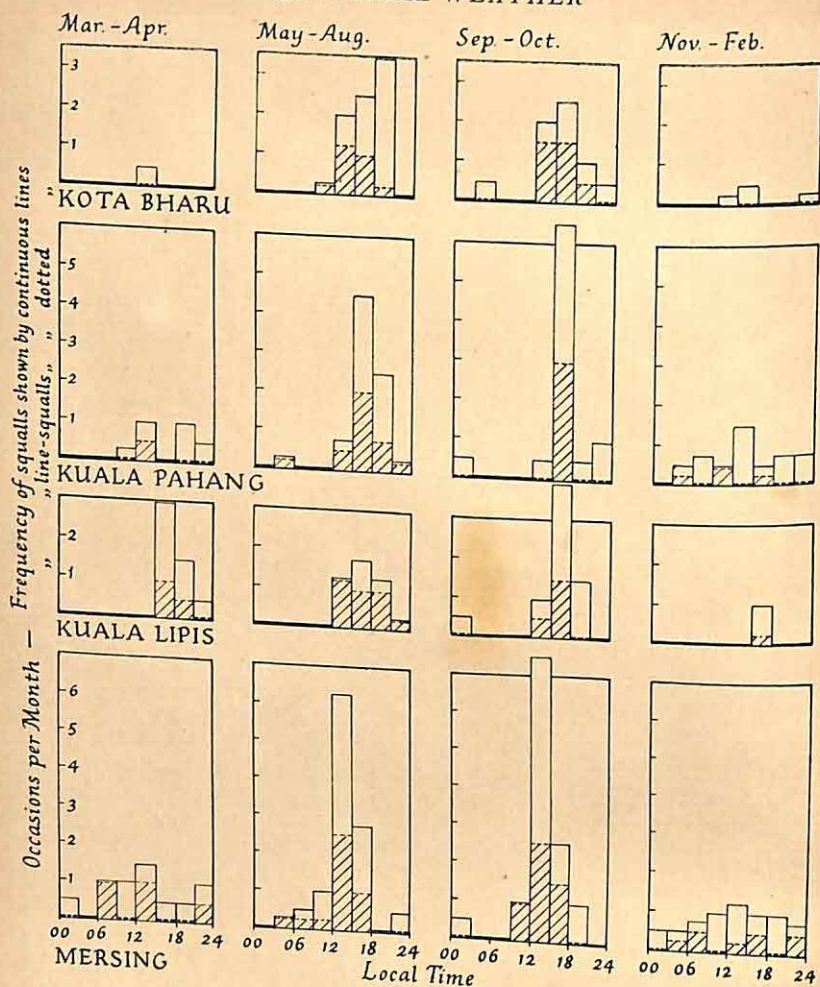 WEATHER
Mar. - Apr.
May - Aug.
Sep. - Oct.
Nov. - Feb.
Occasions per Month — Frequency of squalls shown by continuous lines
„ „ line-squalls „ „ dotted „
3
2
1
KOTA BHARU
5
4
3
2
1
KUALA PAHANG
2
1
KUALA LIPIS
6
5
4
3
2
1
00 06 12 18 24
00 06 12 18 24
00 06 12 18 24
00 06 12 18 24
MERSING
Local Time